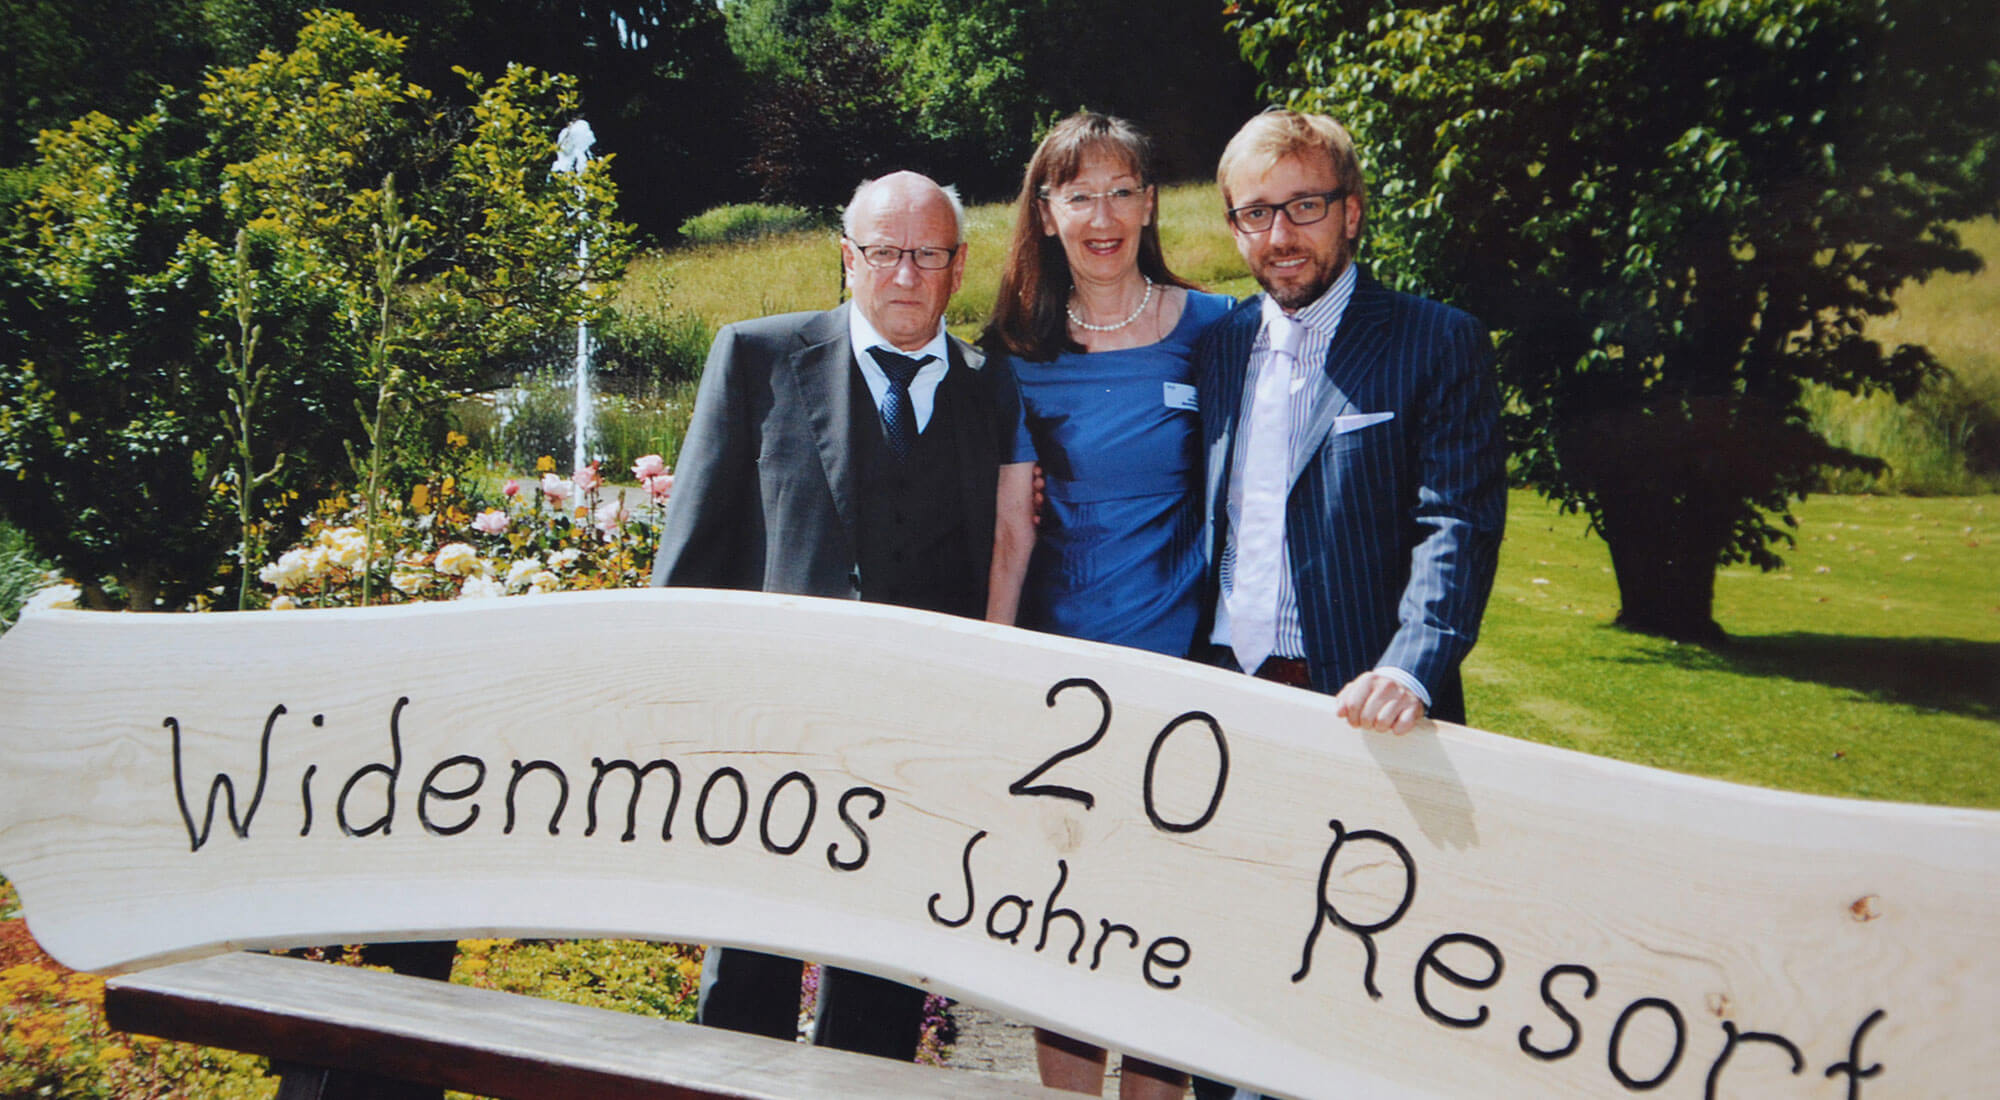 Widenmoos 20 Resort
Jahre